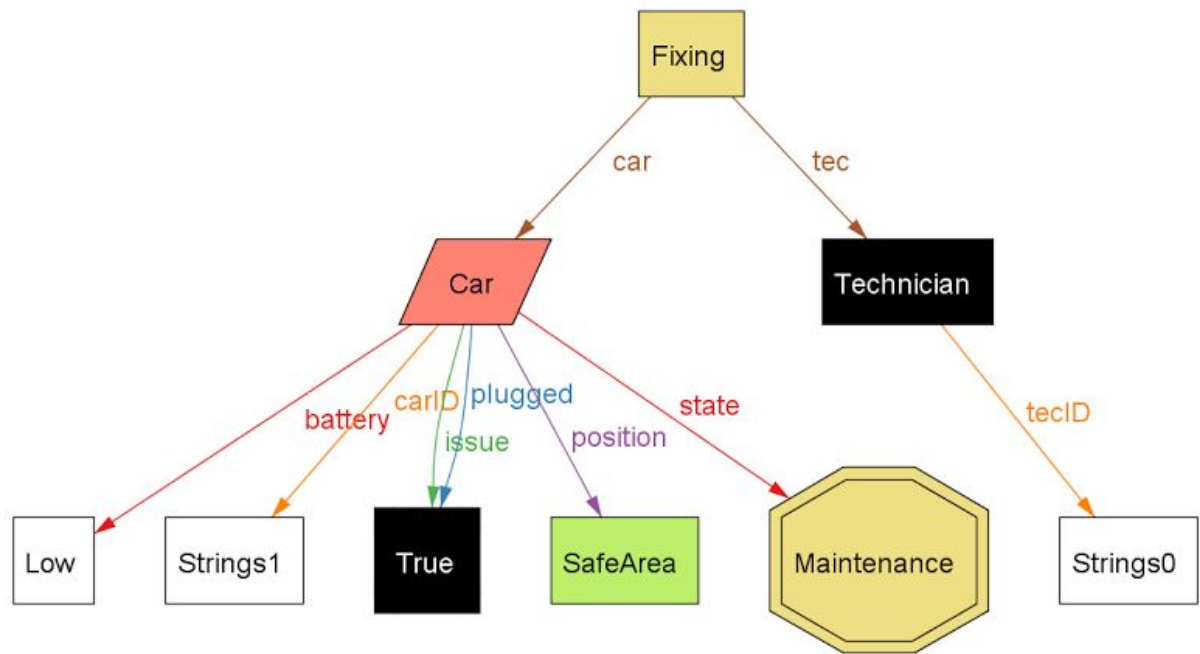 Fixing
car
tec
Car
Technician
battery
carID
issue
plugged
position
state
tecID
Low
Strings1
True
SafeArea
Maintenance
Strings0